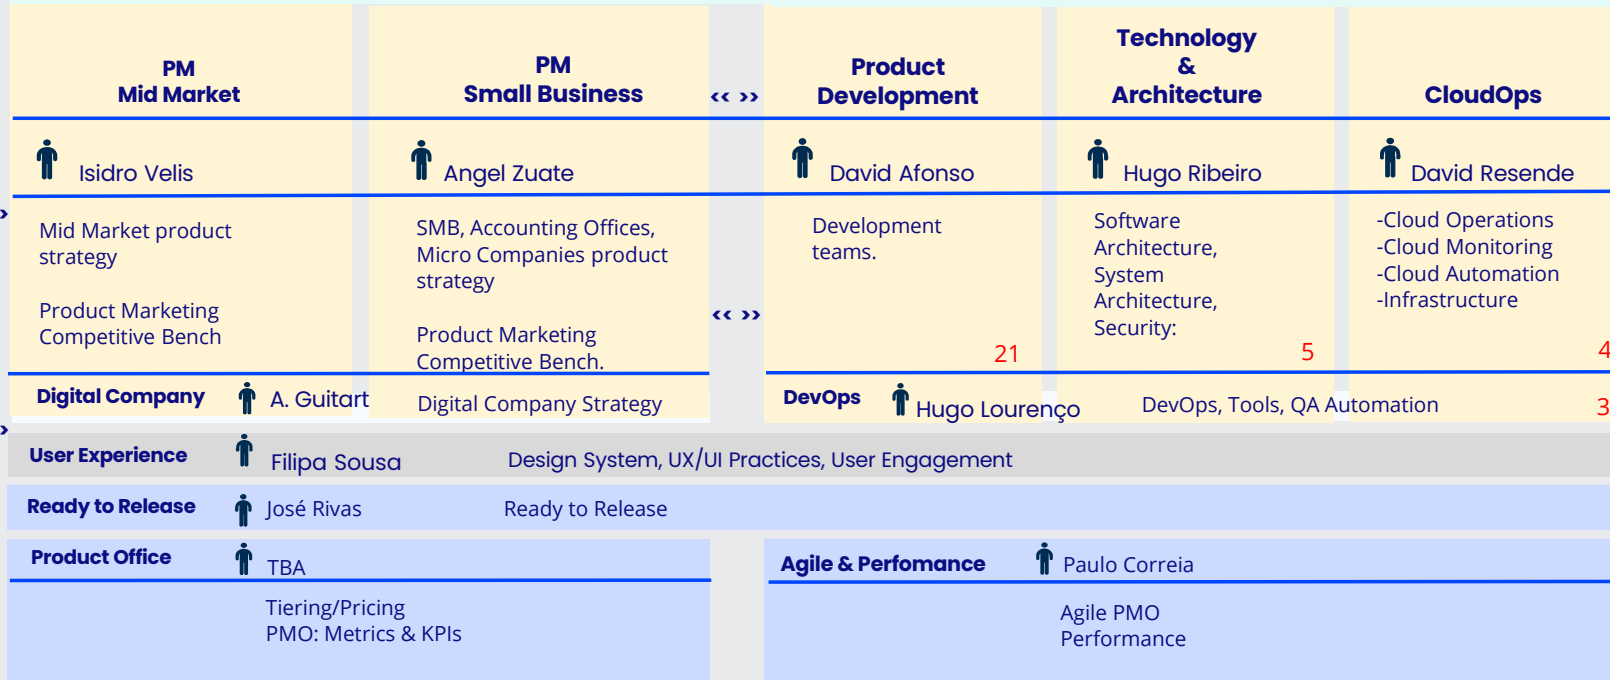 PM
Mid Market
PM
Small Business
‹‹ ››
Product
Development
Technology
&
Architecture
CloudOps
Isidro Velis
Angel Zuate
David Afonso
Hugo Ribeiro
David Resende
›
Mid Market product
strategy
Product Marketing
Competitive Bench
SMB, Accounting Offices,
Micro Companies product
strategy
Product Marketing
Competitive Bench.
‹‹ ››
Development
teams.
21
Software
Architecture,
System
Architecture,
Security:
5
-Cloud Operations
-Cloud Monitoring
-Cloud Automation
-Infrastructure
4
Digital Company
A. Guitart
Digital Company Strategy
DevOps
Hugo Lourenço
DevOps, Tools, QA Automation
3
›
User Experience
Filipa Sousa
Design System, UX/UI Practices, User Engagement
Ready to Release
José Rivas
Ready to Release
Product Office
TBA
Tiering/Pricing
PMO: Metrics & KPIs
Agile & Perfomance
Paulo Correia
Agile PMO
Performance